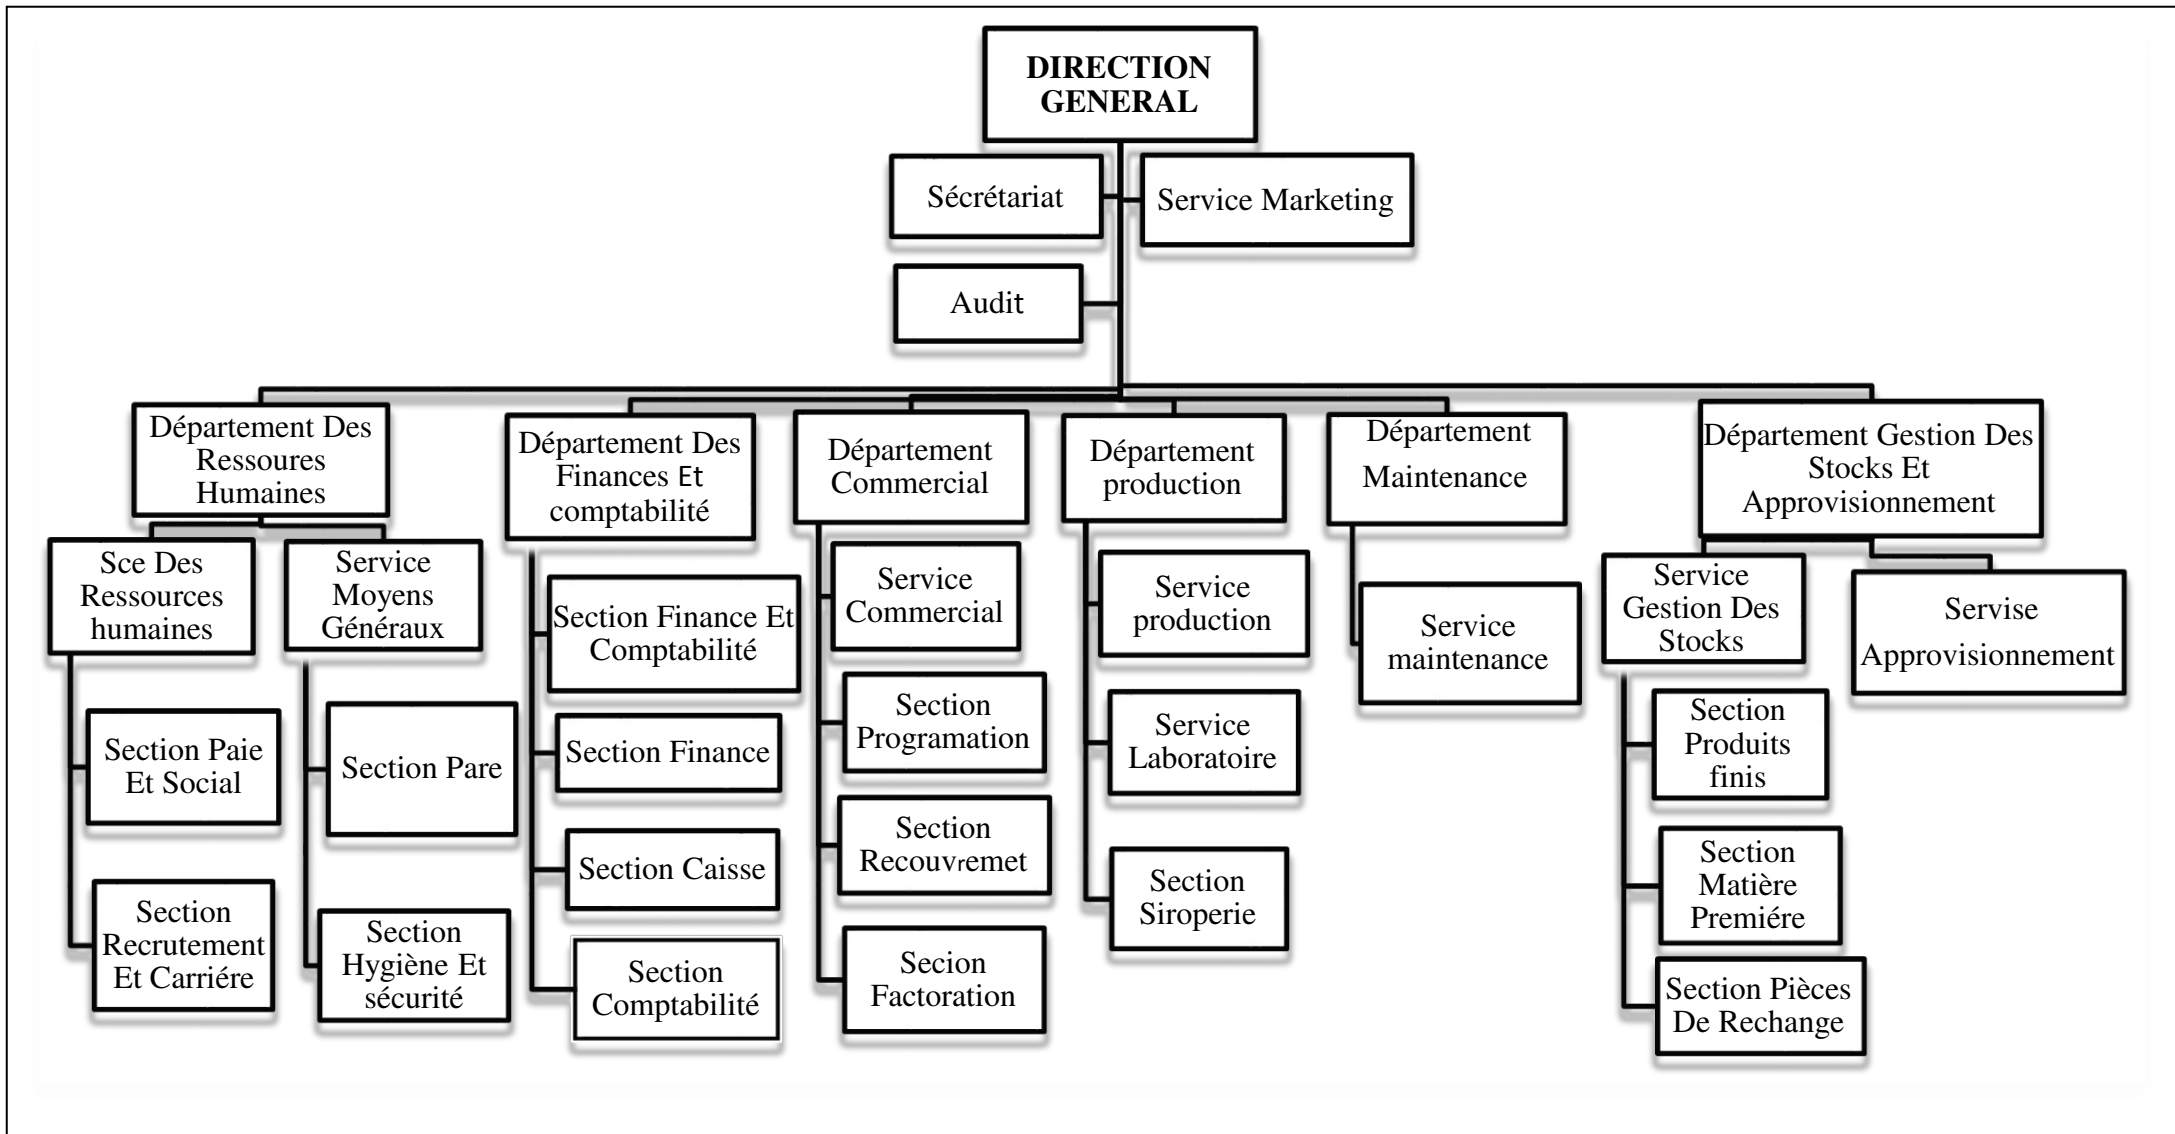 DIRECTION
GENERAL
Sécrétariat
Service Marketing
Audit
Département Des
Ressoures
Humaines
Département Des
Finances Et
comptabilité
Département
Commercial
Département
production
Département
Maintenance
Département Gestion Des
Stocks Et
Approvisionnement
Sce Des
Ressources
humaines
Service
Moyens
Généraux
Section Paie
Et Social
Section
Recrutement
Et Carriére
Section Pare
Section
Hygiène Et
sécurité
Section Finance Et
Comptabilité
Section Finance
Section Caisse
Section
Comptabilité
Service
Commercial
Section
Programation
Section
Recouvremet
Secion
Factoration
Service
production
Service
Laboratoire
Section
Siroperie
Service
maintenance
Service
Gestion Des
Stocks
Servise
Approvisionnement
Section
Produits
finis
Section
Matière
Premiére
Section Pièces
De Rechange